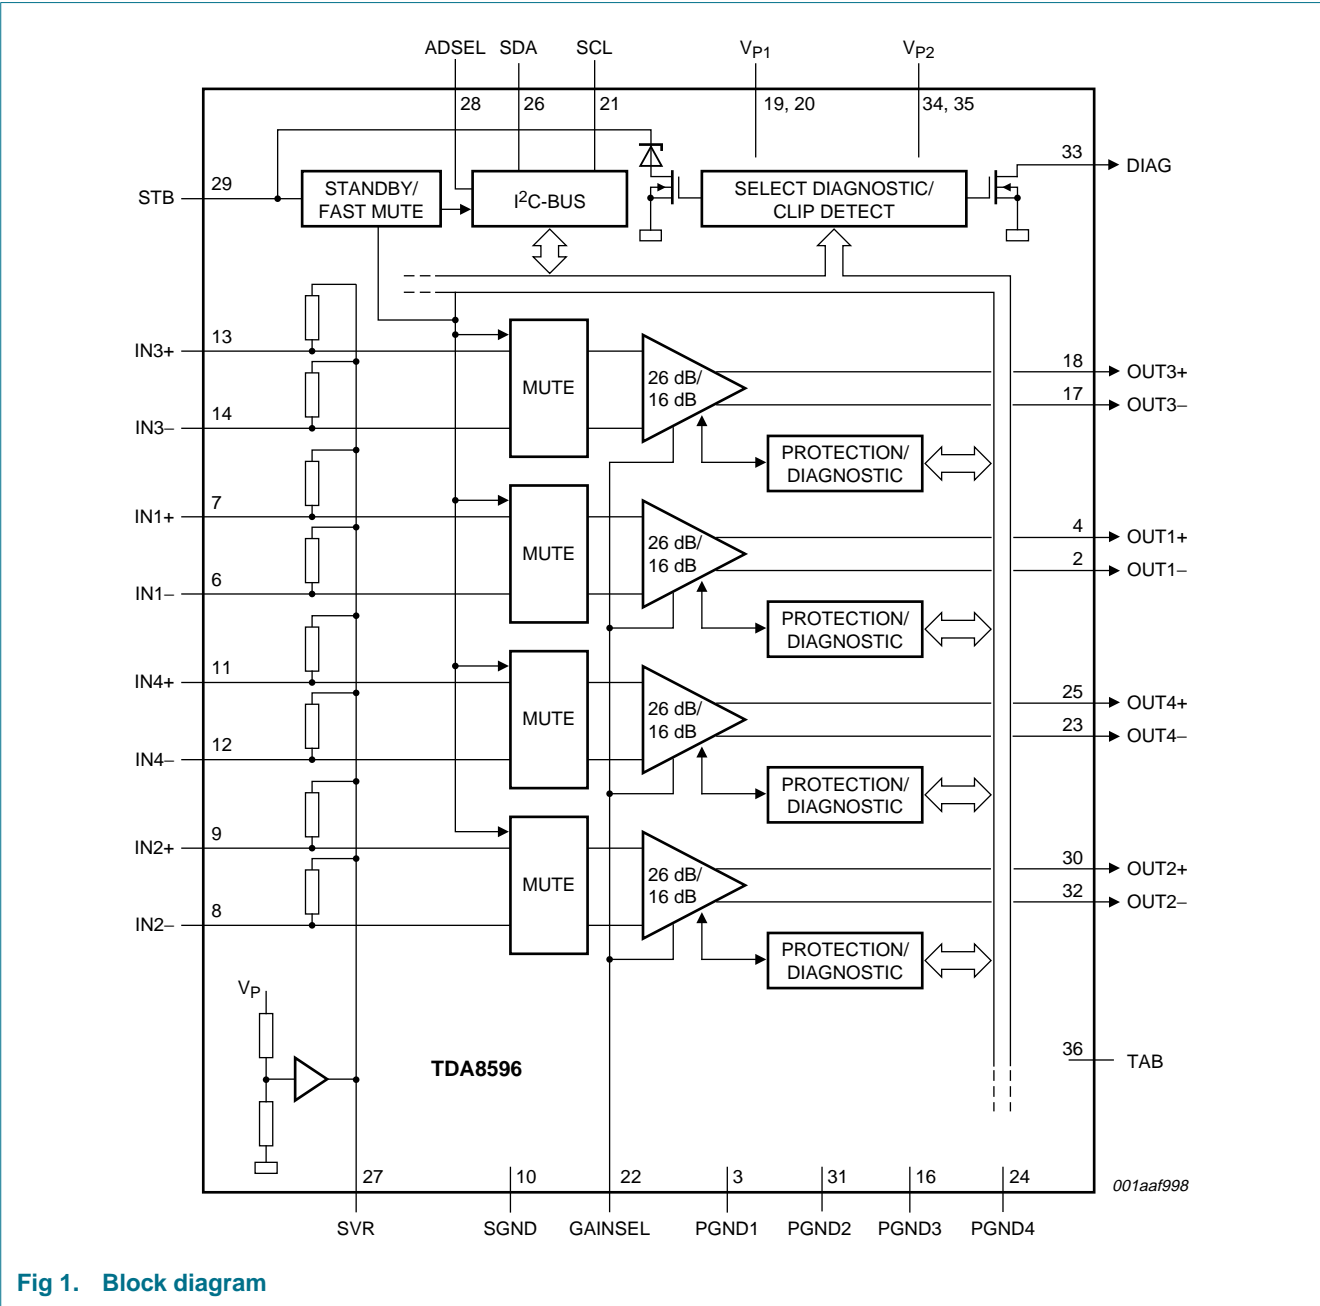 ADSEL SDA SCL VP1 VP2
28 26 21 19, 20 34, 35
STB 29
STANDBY/
FAST MUTE
I2C-BUS
SELECT DIAGNOSTIC/
CLIP DETECT
33 DIAG
IN3+ 13
IN3− 14
MUTE
26 dB/
16 dB
18 OUT3+
17 OUT3−
PROTECTION/
DIAGNOSTIC
IN1+ 7
IN1− 6
MUTE
26 dB/
16 dB
4 OUT1+
2 OUT1−
PROTECTION/
DIAGNOSTIC
IN4+ 11
IN4− 12
MUTE
26 dB/
16 dB
25 OUT4+
23 OUT4−
PROTECTION/
DIAGNOSTIC
IN2+ 9
IN2− 8
MUTE
26 dB/
16 dB
30 OUT2+
32 OUT2−
PROTECTION/
DIAGNOSTIC
VP
TDA8596
36 TAB
27 10 22 3 31 16 24
001aaf998
SVR SGND GAINSEL PGND1 PGND2 PGND3 PGND4
Fig 1. Block diagram